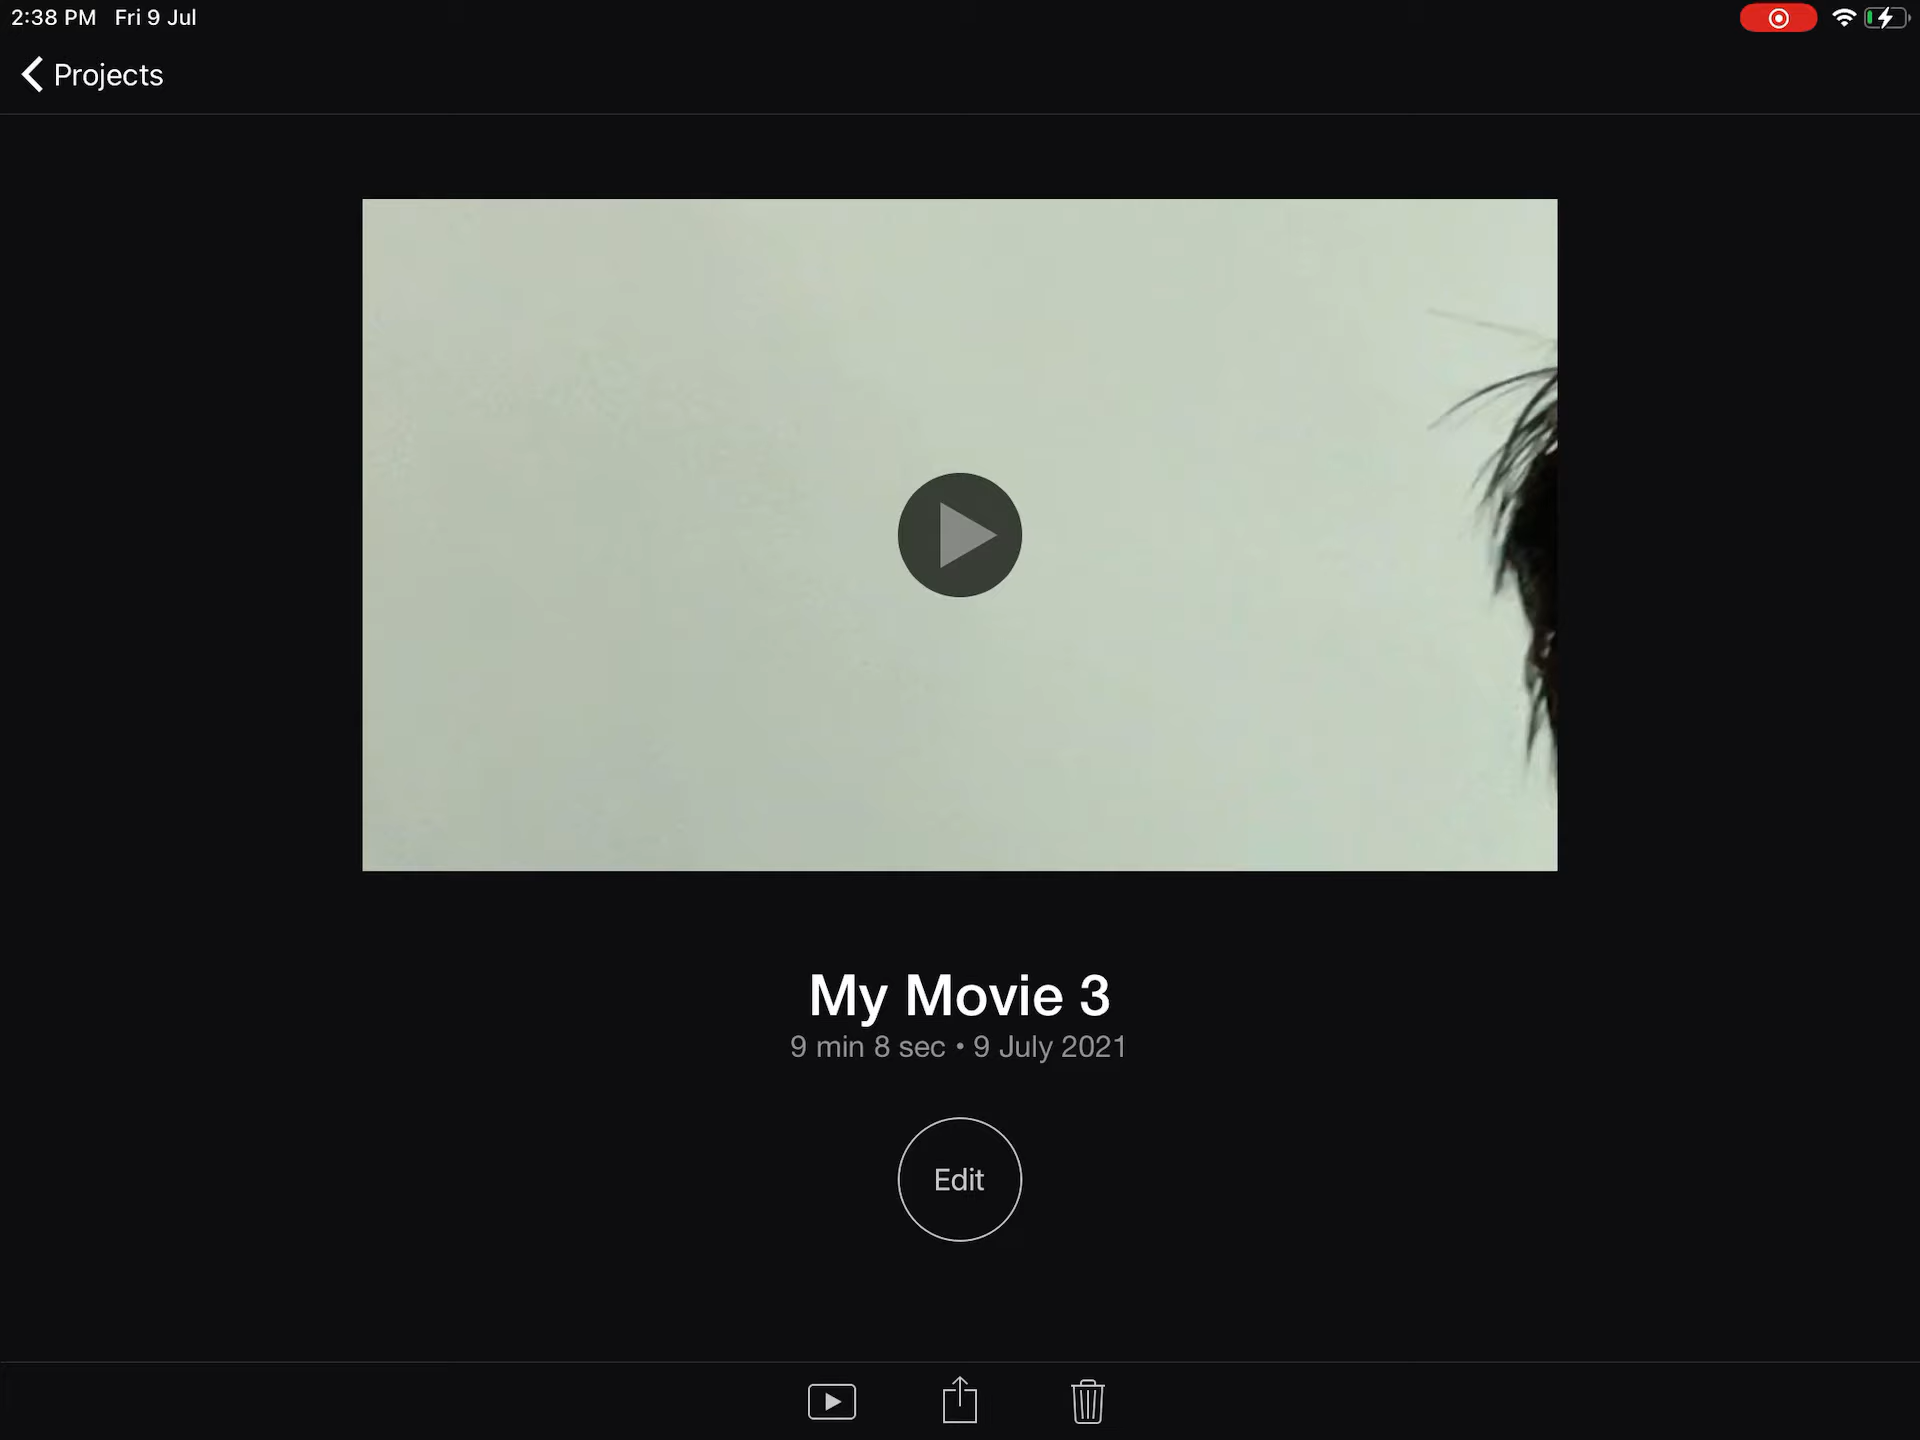 2:38 PM Fri 9 Jul
Projects
My Movie 3
9 min 8 sec • 9 July 2021
Edit